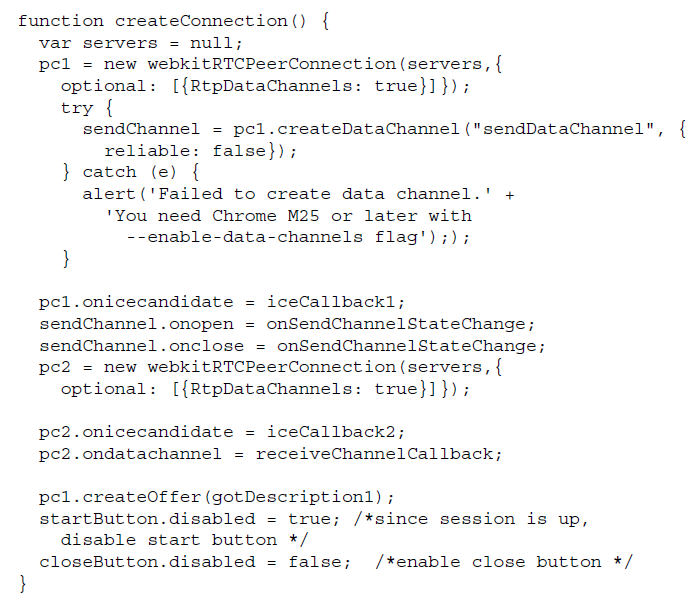 function createConnection() {
  var servers = null;
  pc1 = new webkitRTCPeerConnection(servers,{
    optional: [{RtpDataChannels: true}]});
    try {
      sendChannel = pc1.createDataChannel("sendDataChannel", {
        reliable: false});
    } catch (e) {
      alert('Failed to create data channel.' +
        'You need Chrome M25 or later with
          --enable-data-channels flag'););
    }

  pc1.onicecandidate = iceCallback1;
  sendChannel.onopen = onSendChannelStateChange;
  sendChannel.onclose = onSendChannelStateChange;
  pc2 = new webkitRTCPeerConnection(servers,{
    optional: [{RtpDataChannels: true}]});

  pc2.onicecandidate = iceCallback2;
  pc2.ondatachannel = receiveChannelCallback;

  pc1.createOffer(gotDescription1);
  startButton.disabled = true; /*since session is up,
    disable start button */
  closeButton.disabled = false;  /*enable close button */
}